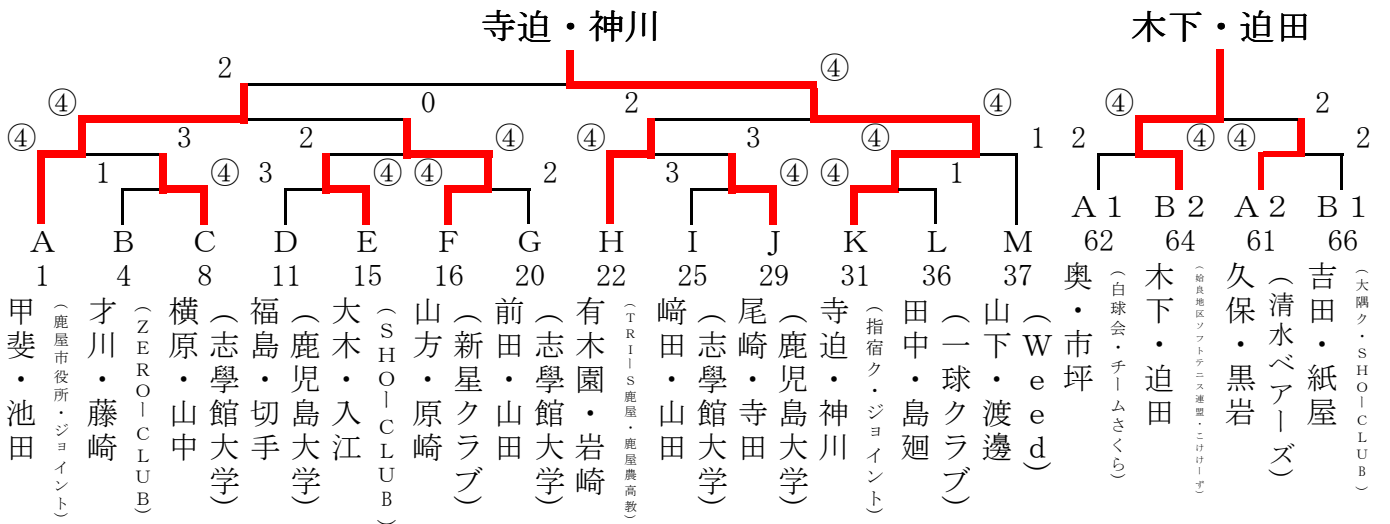 寺迫・神川
木下・迫田
2
④
④
0
2
④
④
④
2
④
3
2
④
④
3
④
1
2
④
④
2
1
④
3
④
④
2
3
④
④
1
A 1
B 2
A 2
B 1
A
B
C
D
E
F
G
H
I
J
K
L
M
62
64
61
66
1
4
8
11
15
16
20
22
25
29
31
36
37
甲斐・池田
（鹿屋市役所・ジョイント）
才川・藤崎
（ZERO－CLUB）
横原・山中
（志學館大学）
福島・切手
（鹿児島大学）
大木・入江
（SHO－CLUB）
山方・原崎
（新星クラブ）
前田・山田
（志學館大学）
有木園・岩崎
（TRI－S鹿屋・鹿屋農高教）
﨑田・山田
（志學館大学）
尾崎・寺田
（鹿児島大学）
寺迫・神川
（指宿ク・ジョイント）
田中・島廻
（一球クラブ）
山下・渡邊
（Weed）
奥・市坪
（白球会・チームさくら）
木下・迫田
（姶良地区ソフトテニス連盟・こけけーず）
久保・黒岩
（清水ベアーズ）
吉田・紙屋
（大隅ク・SHO－CLUB）